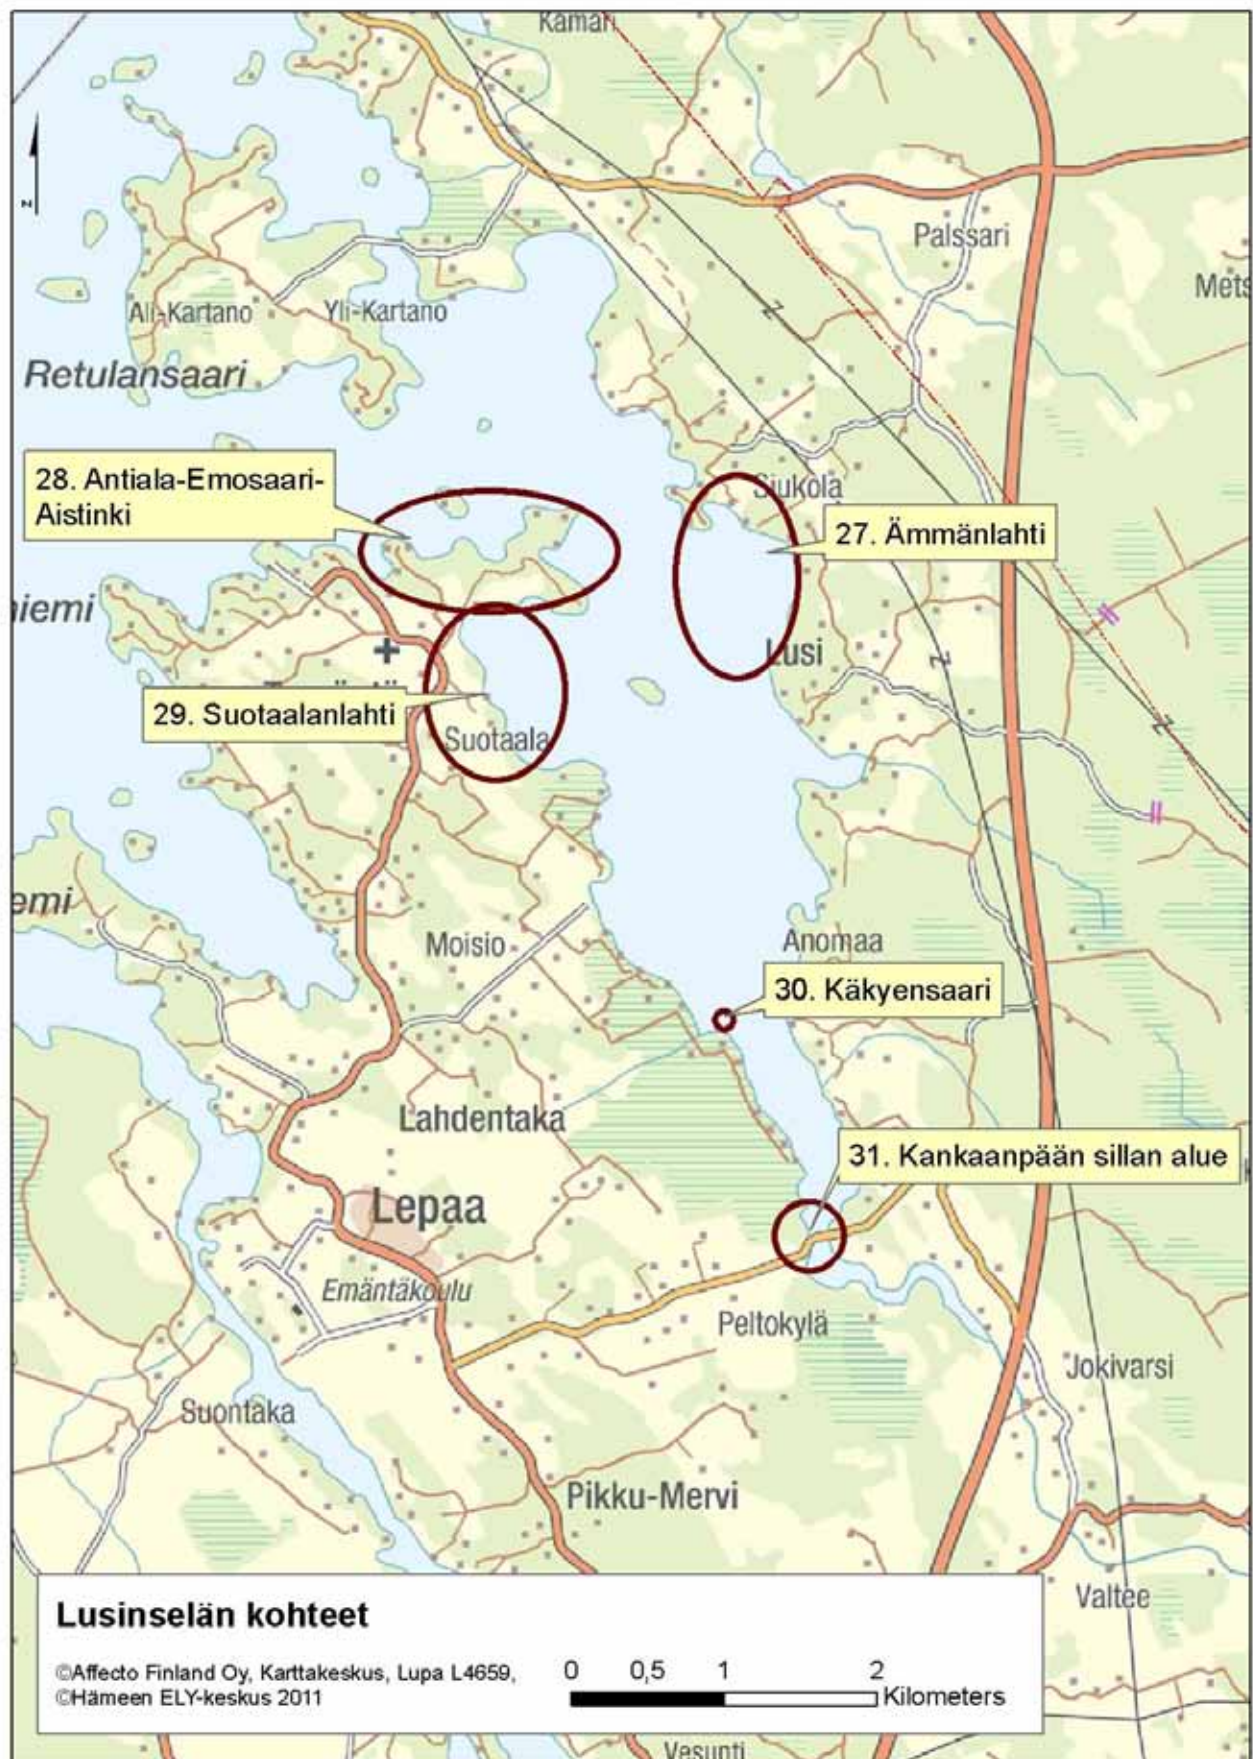 Kamari
Palssari
Mets
N
Ali-Kartano
Yli-Kartano
Retulansaari
Z
28. Antiala-Emosaari-
Aistinki
Siukola
27. Ämmänlahti
niemi
Lusi
Z
29. Suotaalanlahti
Z
Suotaala
emi
Moisio
Anomaa
30. Käkyensaari
Lahdentaka
31. Kankaanpään sillan alue
Lepaa
Emäntäkoulu
Peltokylä
Jokivarsi
Suontaka
Pikku-Mervi
Valtee
Lusinselän kohteet
©Affecto Finland Oy, Karttakeskus, Lupa L4659,
©Hämeen ELY-keskus 2011
0 0,5 1 2
Kilometers
Vesunti